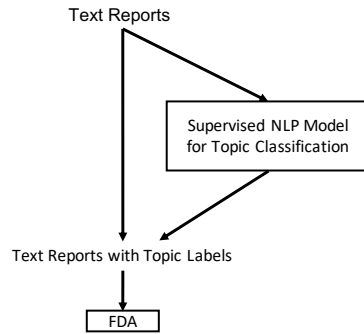 Text Reports
Supervised NLP Model
for Topic Classification
Text Reports with Topic Labels
FDA